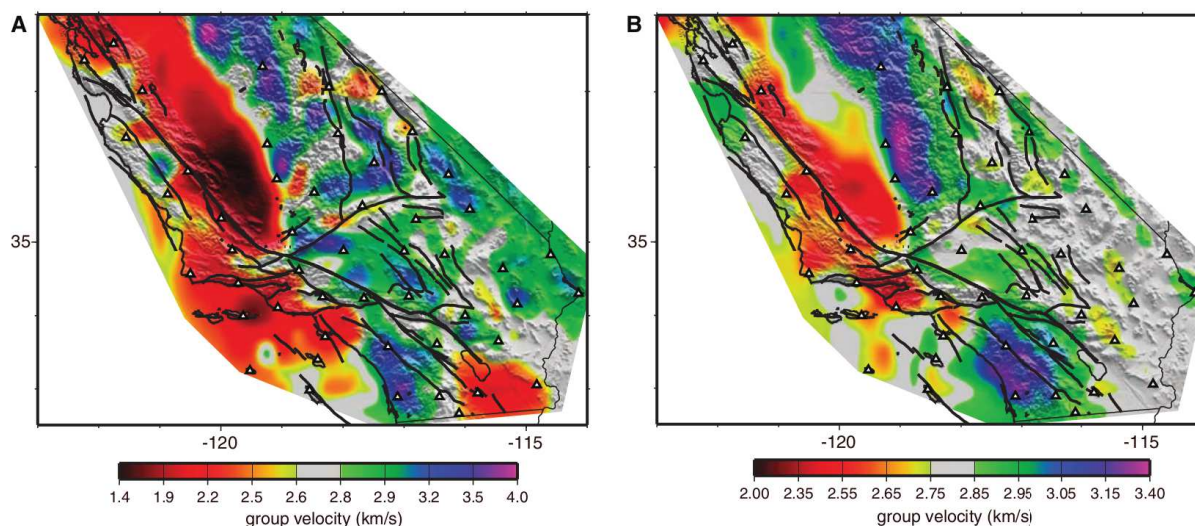 A
B
35
35
-120
-115
-120
-115
1.4 1.9 2.2 2.5 2.6 2.8 2.9 3.2 3.5 4.0
2.00 2.35 2.55 2.65 2.75 2.85 2.95 3.05 3.15 3.40
group velocity (km/s)
group velocity (km/s)